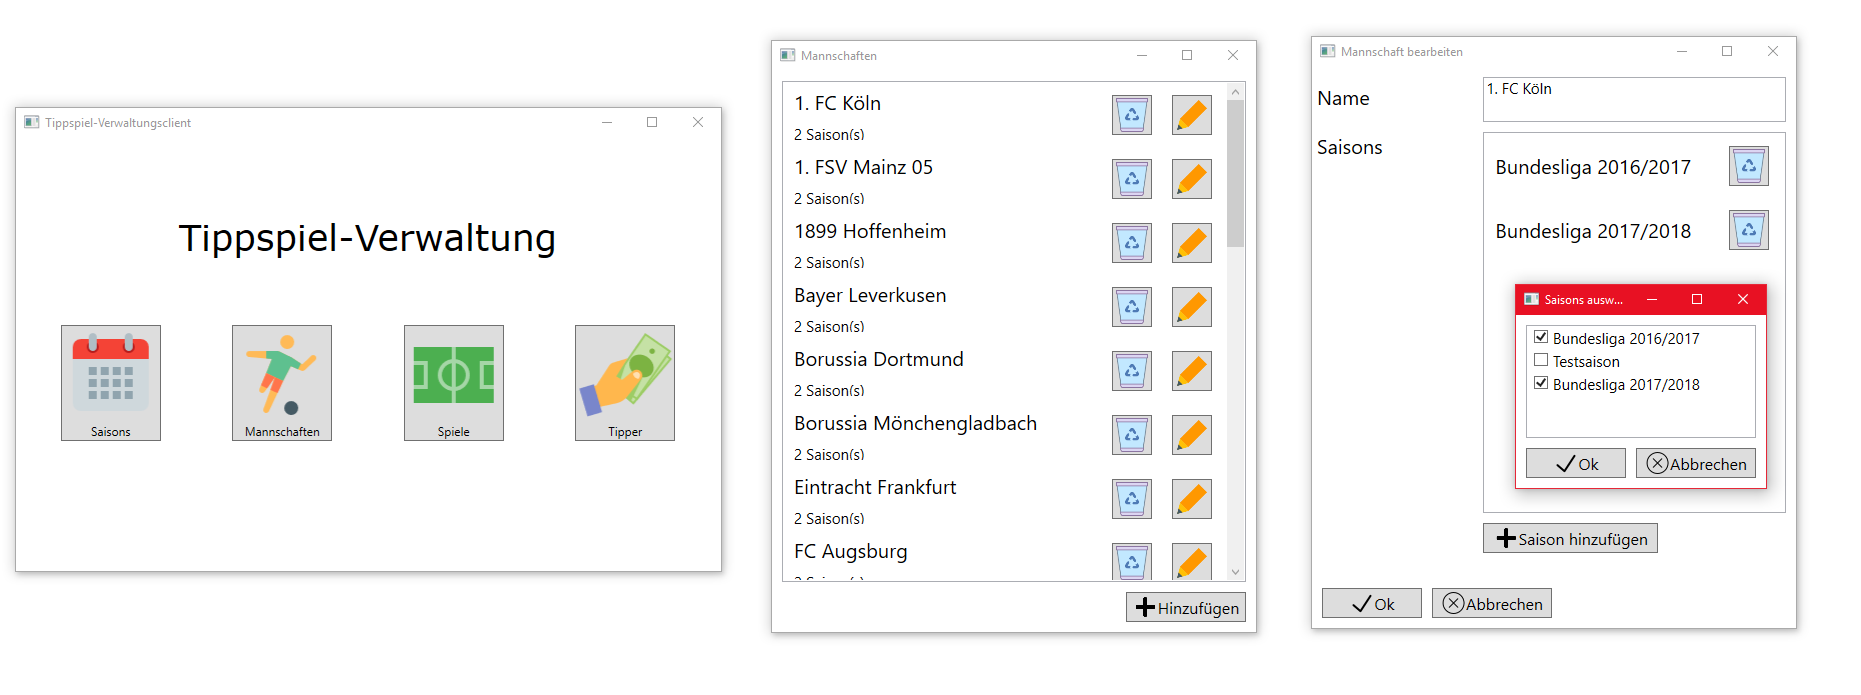 Tippspiel-Verwaltungsclient
Tippspiel-Verwaltung
Saisons
Mannschaften
Spiele
Tipper
Mannschaften
1. FC Köln
2 Saison(s)
1. FSV Mainz 05
2 Saison(s)
1899 Hoffenheim
2 Saison(s)
Bayer Leverkusen
2 Saison(s)
Borussia Dortmund
2 Saison(s)
Borussia Mönchengladbach
2 Saison(s)
Eintracht Frankfurt
2 Saison(s)
FC Augsburg
2 Saison(s)
Hinzufügen
Mannschaft bearbeiten
Name
1. FC Köln
Saisons
Bundesliga 2016/2017
Bundesliga 2017/2018
Saisons ausw...
Bundesliga 2016/2017
Testsaison
Bundesliga 2017/2018
Ok
Abbrechen
Saison hinzufügen
Ok
Abbrechen